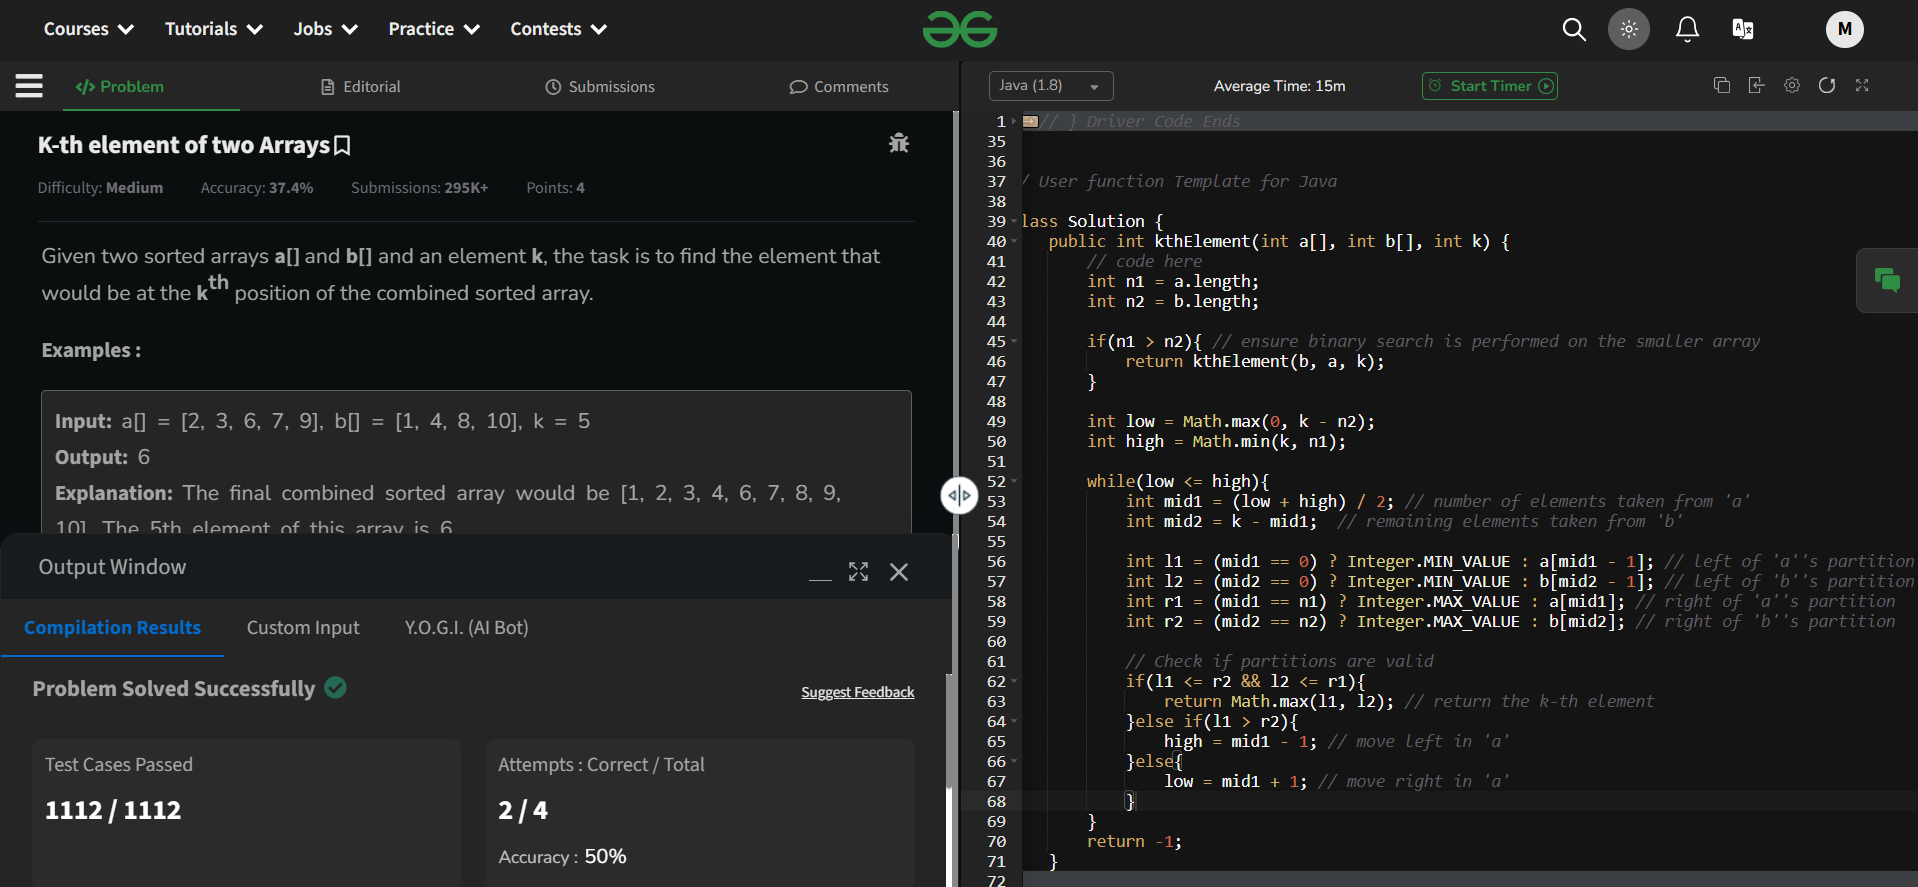 Courses Tutorials Jobs Practice Contests
M
Problem Editorial Submissions Comments
K-th element of two Arrays
Difficulty: Medium Accuracy: 37.4% Submissions: 295K+ Points: 4
Given two sorted arrays a[] and b[] and an element k, the task is to find the element that
would be at the kth position of the combined sorted array.
Examples :
Input: a[] = [2, 3, 6, 7, 9], b[] = [1, 4, 8, 10], k = 5
Output: 6
Explanation: The final combined sorted array would be [1, 2, 3, 4, 6, 7, 8, 9,
10]. The 5th element of this array is 6.
Output Window
Compilation Results Custom Input Y.O.G.I. (AI Bot)
Problem Solved Successfully
Suggest Feedback
Test Cases Passed
1112 / 1112
Attempts : Correct / Total
2 / 4
Accuracy : 50%
Java (1.8) Average Time: 15m Start Timer
1 // } Driver Code Ends
35
36
37 / User function Template for Java
38
39 lass Solution {
40 public int kthElement(int a[], int b[], int k) {
41 // code here
42 int n1 = a.length;
43 int n2 = b.length;
44
45 if(n1 > n2){ // ensure binary search is performed on the smaller array
46 return kthElement(b, a, k);
47 }
48
49 int low = Math.max(0, k - n2);
50 int high = Math.min(k, n1);
51
52 while(low <= high){
53 int mid1 = (low + high) / 2; // number of elements taken from 'a'
54 int mid2 = k - mid1; // remaining elements taken from 'b'
55
56 int l1 = (mid1 == 0) ? Integer.MIN_VALUE : a[mid1 - 1]; // left of 'a''s partition
57 int l2 = (mid2 == 0) ? Integer.MIN_VALUE : b[mid2 - 1]; // left of 'b''s partition
58 int r1 = (mid1 == n1) ? Integer.MAX_VALUE : a[mid1]; // right of 'a''s partition
59 int r2 = (mid2 == n2) ? Integer.MAX_VALUE : b[mid2]; // right of 'b''s partition
60
61 // Check if partitions are valid
62 if(l1 <= r2 && l2 <= r1){
63 return Math.max(l1, l2); // return the k-th element
64 }else if(l1 > r2){
65 high = mid1 - 1; // move left in 'a'
66 }else{
67 low = mid1 + 1; // move right in 'a'
68 }
69 }
70 return -1;
71 }
72